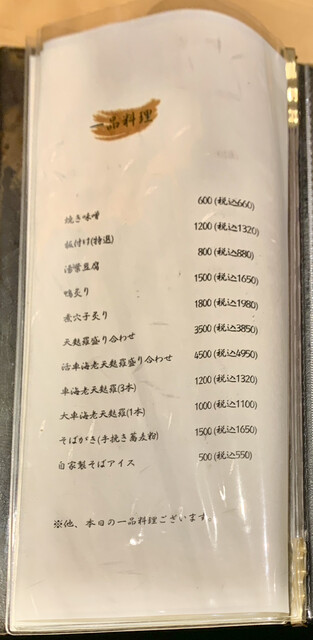 一品料理
焼き味噌 600(税込660)
板付け(特選) 1200(税込1320)
豆腐 800(税込880)
鴨炙り 1500(税込1650)
煮穴子炙り 1800(税込1980)
天麩羅盛り合わせ 3500(税込3850)
活車海老天麩羅盛り合わせ 4500(税込4950)
車海老天麩羅(3本) 1200(税込1320)
大車海老天麩羅(1本) 1000(税込1100)
そばがき(手挽き蕎麦粉) 1500(税込1650)
自家製そばアイス 500(税込550)
※他、本日の一品料理ございます。